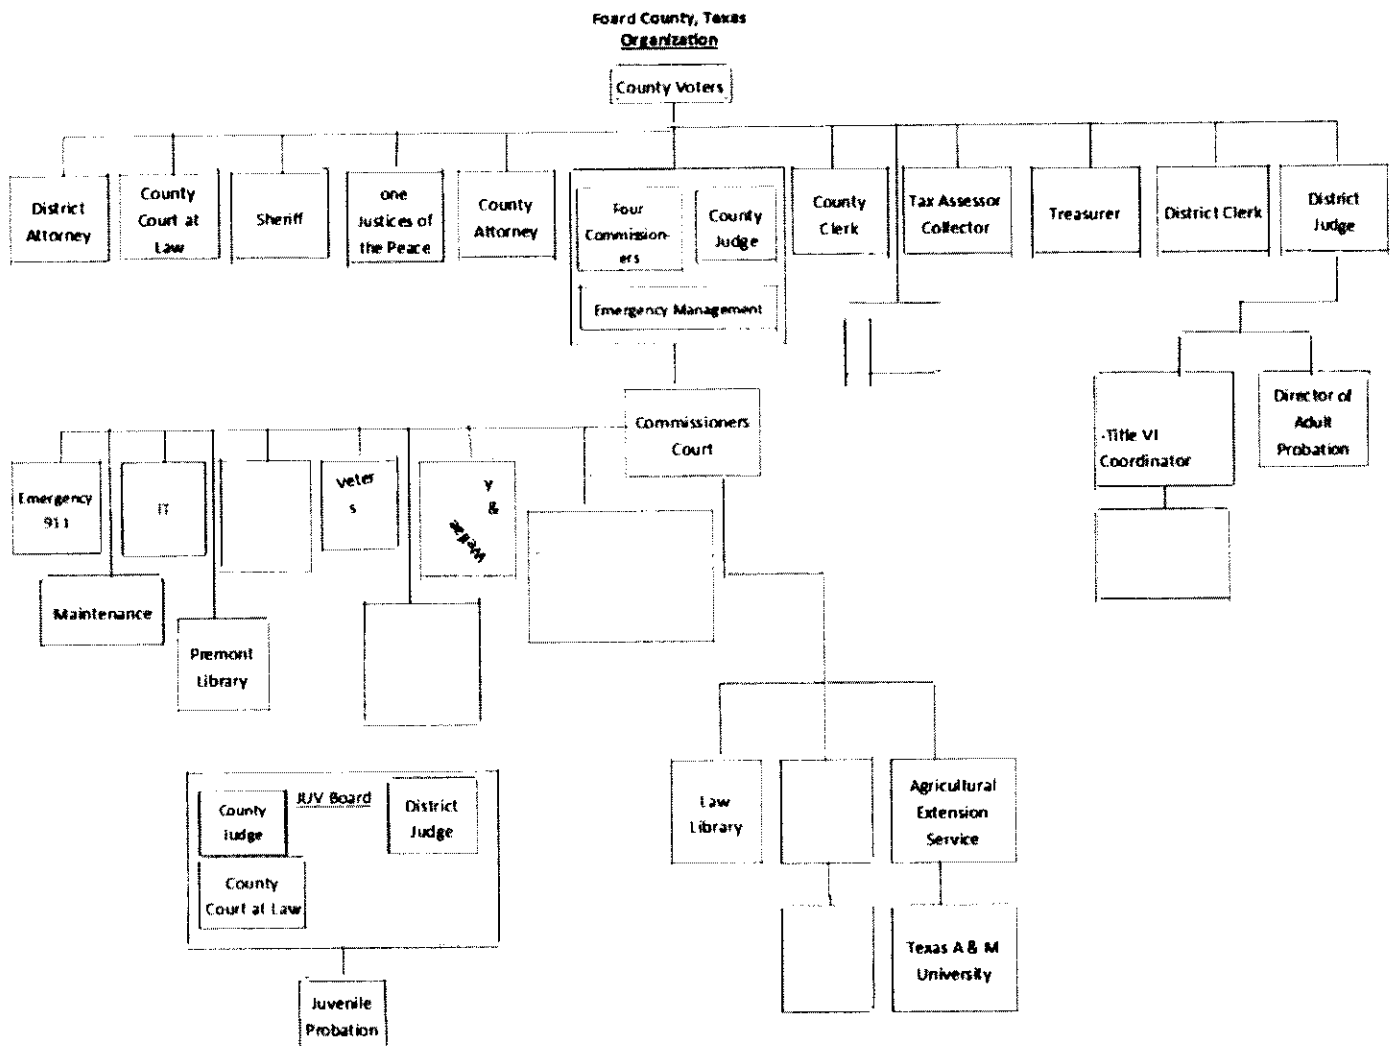 Foard County, Texas
Organization
County Voters
District
Attorney
County
Court at
Law
Sheriff
one
Justices of
the Peace
County
Attorney
Four
Commission-
ers
County
Judge
Emergency Management
County
Clerk
Tax Assessor
Collector
Treasurer
District Clerk
District
Judge
Commissioners
Court
-Title VI
Coordinator
Director of
Adult
Probation
Emergency
911
IT
Veter
s
y
&
Maintenance
Premont
Library
Law
Library
Agricultural
Extension
Service
Texas A & M
University
JUV Board
County
Judge
District
Judge
County
Court at Law
Juvenile
Probation